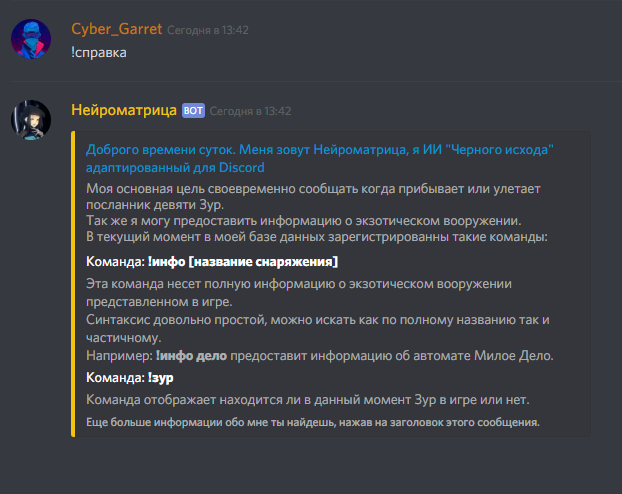 Cyber_Garret Сегодня в 13:42
!справка
Нейроматрица BOT Сегодня в 13:42
Доброго времени суток. Меня зовут Нейроматрица, я ИИ "Черного исхода"
адаптированный для Discord
Моя основная цель своевременно сообщать когда прибывает или улетает
посланник девяти Зур.
Так же я могу предоставить информацию о экзотическом вооружении.
В текущий момент в моей базе данных зарегистрированны такие команды:
Команда: !инфо [название снаряжения]
Эта команда несет полную информацию о экзотическом вооружении
представленном в игре.
Синтаксис довольно простой, можно искать как по полному названию так и
частичному.
Например: !инфо дело предоставит информацию об автомате Милое Дело.
Команда: !зур
Команда отображает находится ли в данный момент Зур в игре или нет.
Еще больше информации обо мне ты найдешь, нажав на заголовок этого сообщения.